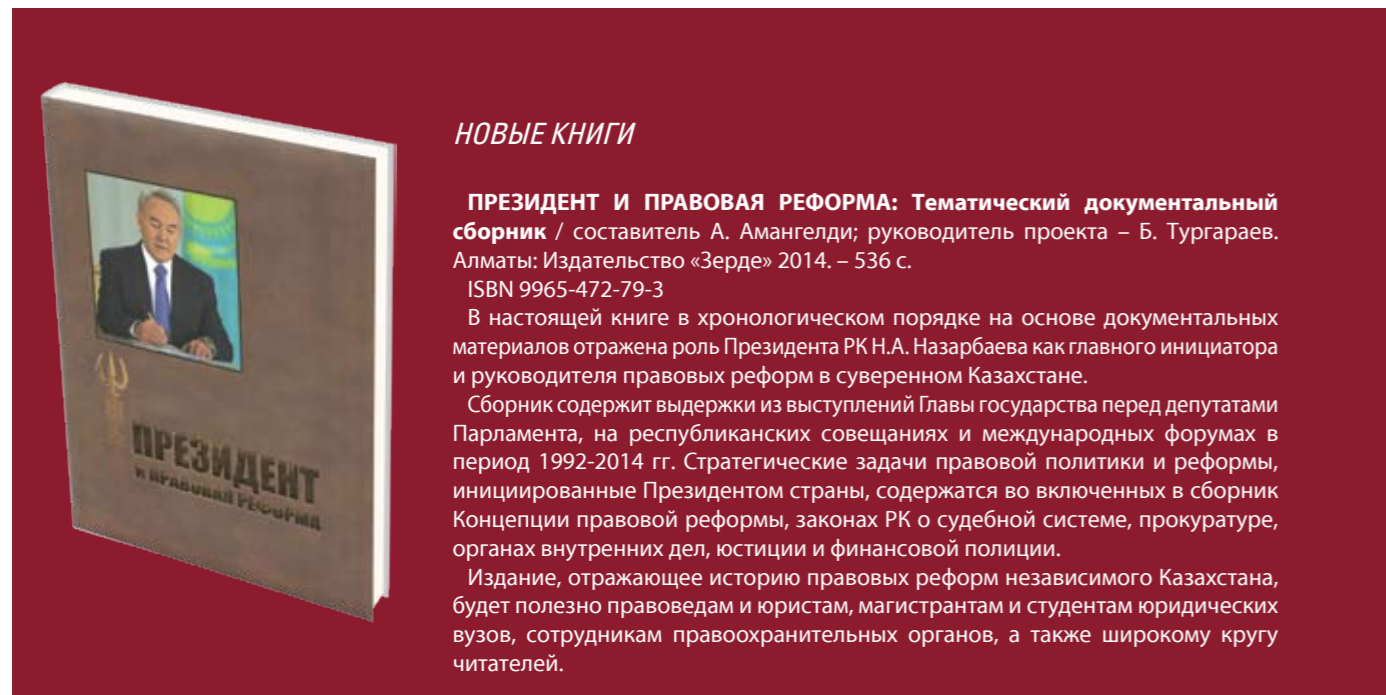 НОВЫЕ КНИГИ
ПРЕЗИДЕНТ И ПРАВОВАЯ РЕФОРМА: Тематический документальный
сборник / составитель А. Амангелди; руководитель проекта – Б. Тургараев.
Алматы: Издательство «Зерде» 2014. – 536 с.
ISBN 9965-472-79-3
В настоящей книге в хронологическом порядке на основе документальных
материалов отражена роль Президента РК Н.А. Назарбаева как главного инициатора
и руководителя правовых реформ в суверенном Казахстане.
Сборник содержит выдержки из выступлений Главы государства перед депутатами
Парламента, на республиканских совещаниях и международных форумах в
период 1992-2014 гг. Стратегические задачи правовой политики и реформы,
инициированные Президентом страны, содержатся во включенных в сборник
Концепции правовой реформы, законах РК о судебной системе, прокуратуре,
органах внутренних дел, юстиции и финансовой полиции.
Издание, отражающее историю правовых реформ независимого Казахстана,
будет полезно правоведам и юристам, магистрантам и студентам юридических
вузов, сотрудникам правоохранительных органов, а также широкому кругу
читателей.
ПРЕЗИДЕНТ
И ПРАВОВАЯ РЕФОРМА